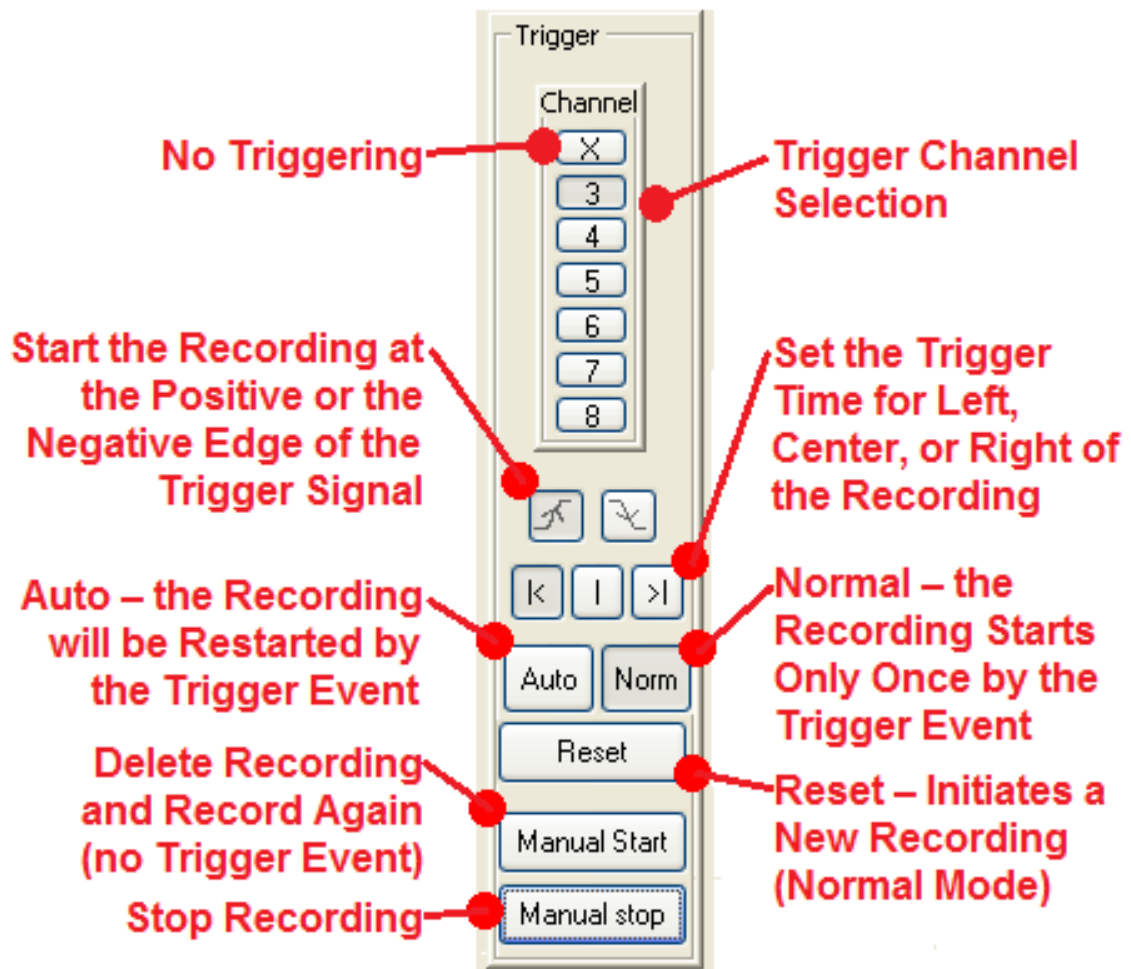 Trigger
Channel
X
3
4
5
6
7
8
Auto
Norm
Reset
Manual Start
Manual stop
No Triggering
Trigger Channel
Selection
Start the Recording at
the Positive or the
Negative Edge of the
Trigger Signal
Set the Trigger
Time for Left,
Center, or Right of
the Recording
|< | >|
Auto – the Recording
will be Restarted by
the Trigger Event
Normal – the
Recording Starts
Only Once by the
Trigger Event
Delete Recording
and Record Again
(no Trigger Event)
Reset – Initiates a
New Recording
(Normal Mode)
Stop Recording